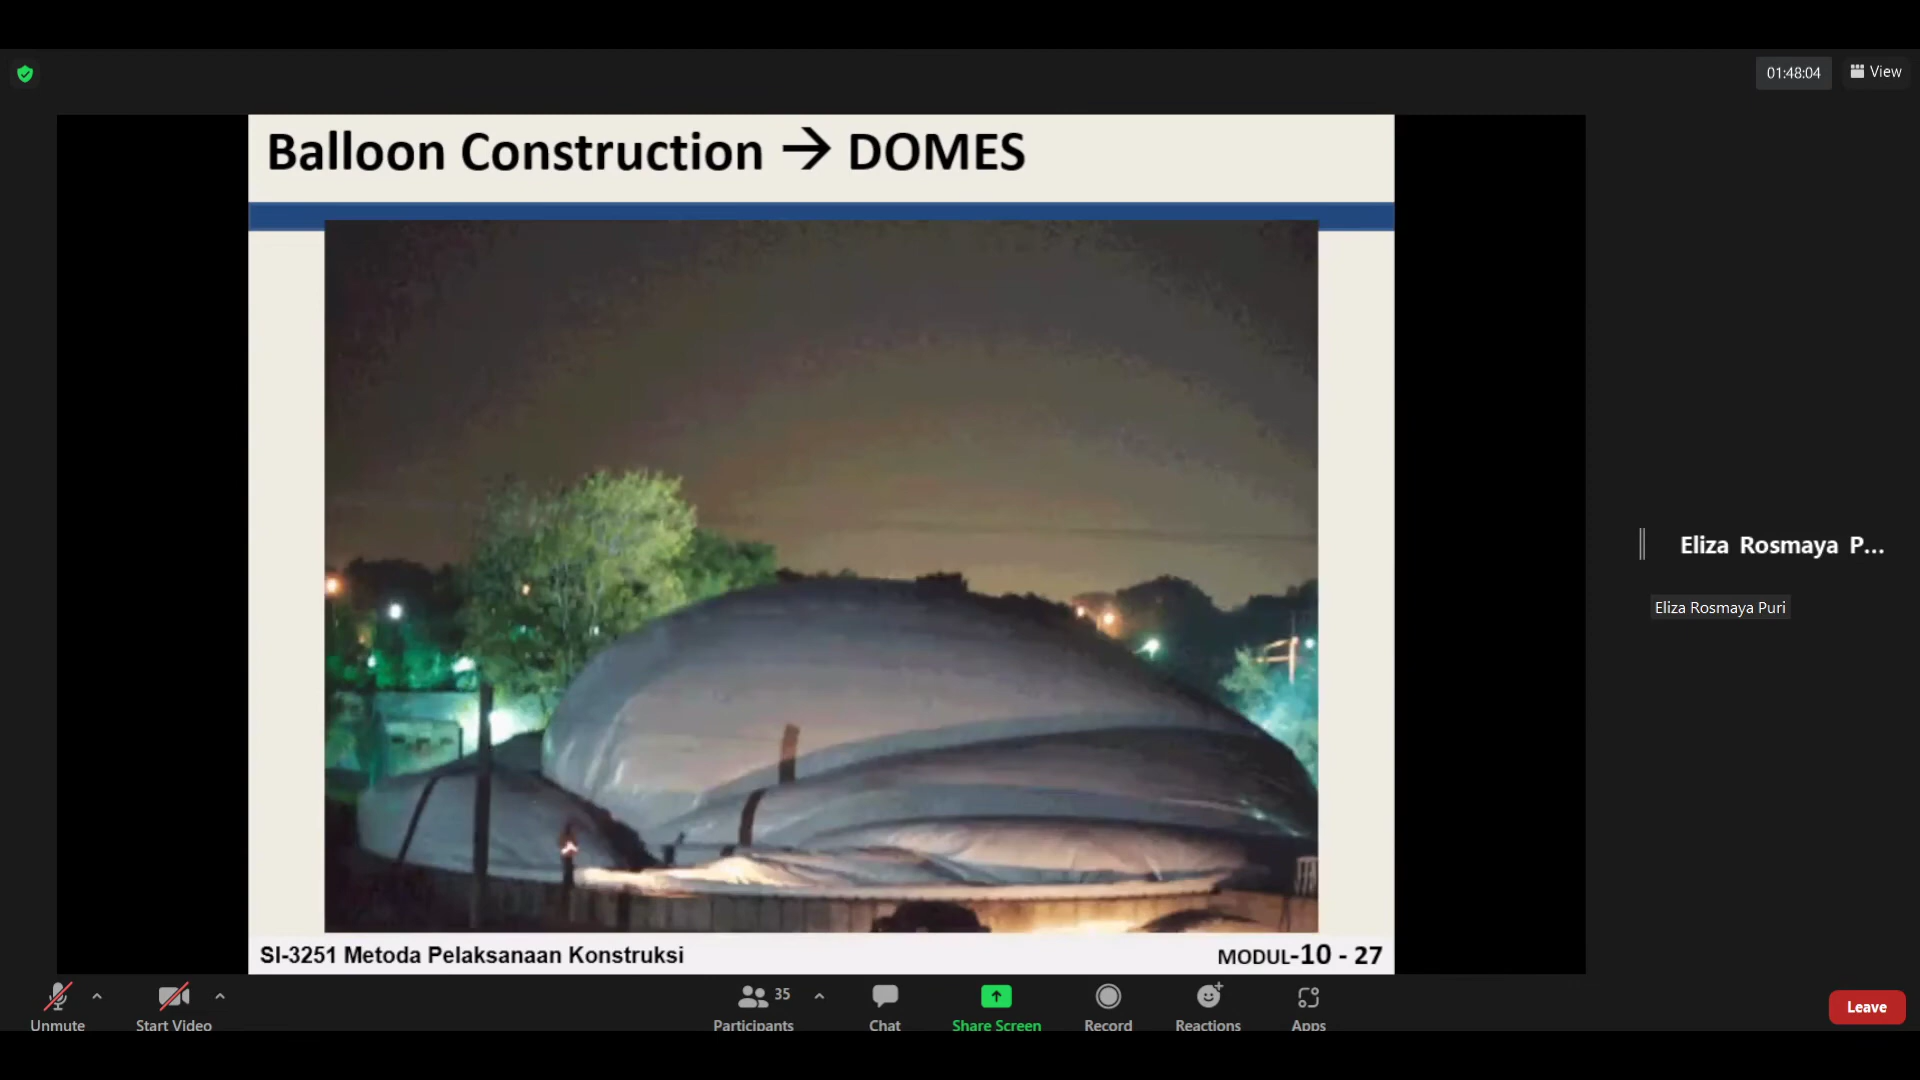 01:48:04
View
Balloon Construction → DOMES
Eliza Rosmaya P...
Eliza Rosmaya Puri
SI-3251 Metoda Pelaksanaan Konstruksi
MODUL-10 - 27
Unmute
Start Video
35
Participants
Chat
Share Screen
Record
Reactions
Apps
Leave